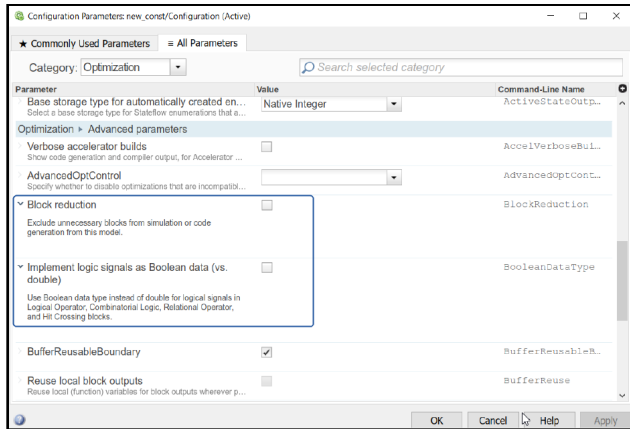 Configuration Parameters: new_const/Configuration (Active)
★ Commonly Used Parameters ≡ All Parameters
Category: Optimization Search selected category
Parameter Value Command-Line Name
Base storage type for automatically created en... Native Integer ActiveStateOutp...
Select a base storage type for Stateflow enumerations that a...
Optimization ▸ Advanced parameters
Verbose accelerator builds AccelVerboseBui...
Show code generation and compiler output, for Accelerator ...
AdvancedOptControl AdvancedOptCont...
Specify whether to disable optimizations that are incompatibl...
Block reduction BlockReduction
Exclude unnecessary blocks from simulation or code
generation from this model.
Implement logic signals as Boolean data (vs. BooleanDataType
double)
Use Boolean data type instead of double for logical signals in
Logical Operator, Combinatorial Logic, Relational Operator,
and Hit Crossing blocks.
BufferReusableBoundary BufferReusableB...
Reuse local block outputs BufferReuse
Reuse local (function) variables for block outputs wherever p...
OK Cancel Help Apply